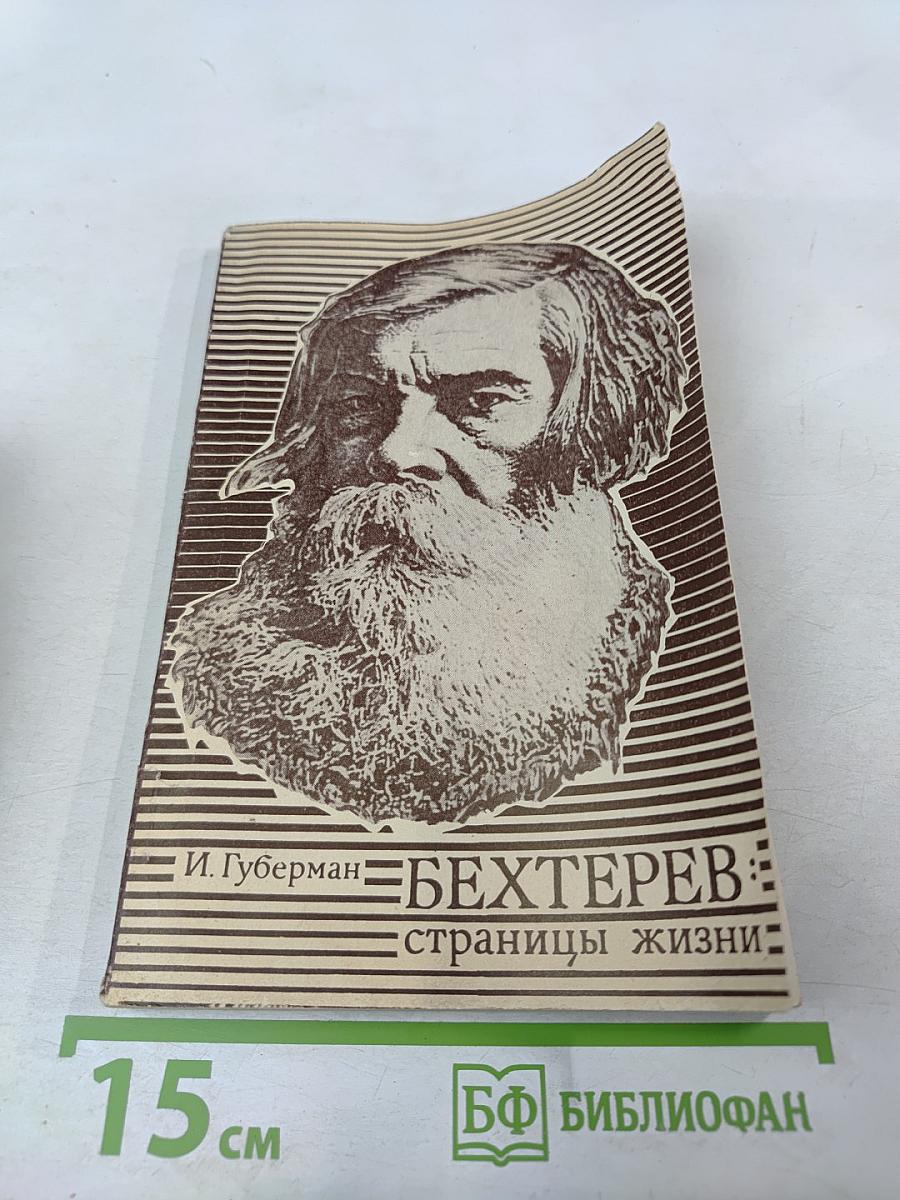 И. Губерман
БЕХТЕРЕВ:
страницы жизни
15 см
БФ БИБЛИОФАН